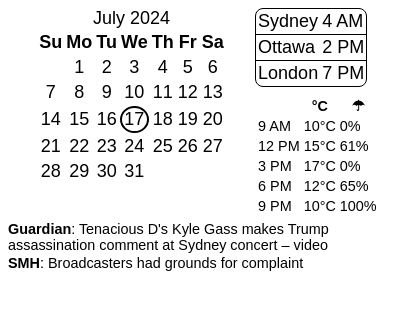 July 2024
Su Mo Tu We Th Fr Sa
1 2 3 4 5 6
7 8 9 10 11 12 13
14 15 16 17 18 19 20
21 22 23 24 25 26 27
28 29 30 31
Sydney 4 AM
Ottawa 2 PM
London 7 PM
°C ☂
9 AM 10°C 0%
12 PM 15°C 61%
3 PM 17°C 0%
6 PM 12°C 65%
9 PM 10°C 100%
Guardian: Tenacious D's Kyle Gass makes Trump
assassination comment at Sydney concert – video
SMH: Broadcasters had grounds for complaint